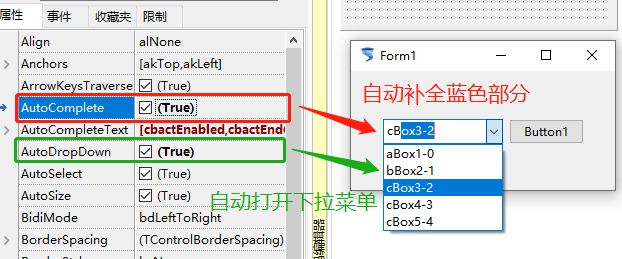 属性 事件 收藏夹 限制
Align alNone
Anchors [akTop,akLeft]
ArrowKeysTraverse (True)
AutoComplete (True)
AutoCompleteText [cbactEnabled,cbactEnd
AutoDropDown (True)
AutoSelect (True)
AutoSize (True)
BidiMode bdLeftToRight
BorderSpacing (TControlBorderSpacing)
自动打开下拉菜单
Form1
自动补全蓝色部分
cBox3-2
Button1
aBox1-0
bBox2-1
cBox3-2
cBox4-3
cBox5-4